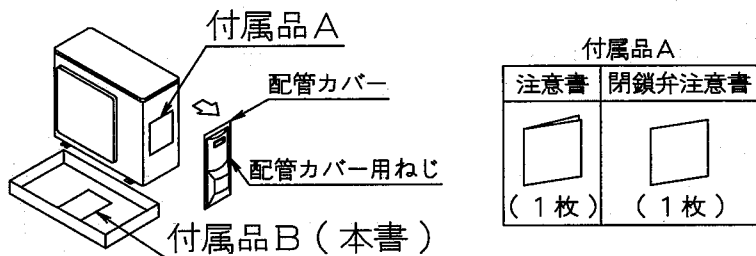 付属品A
配管カバー
配管カバー用ねじ
付属品B(本書)
付属品A
注意書 閉鎖弁注意書
(1枚) (1枚)